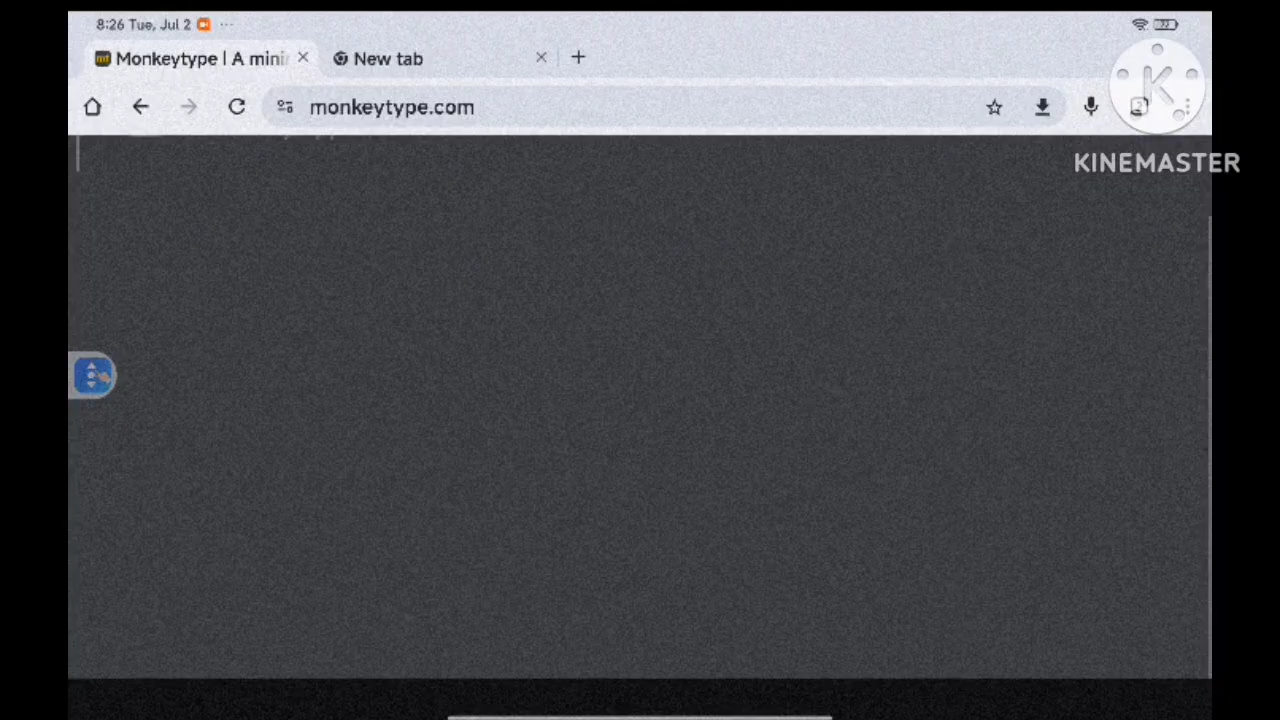 8:26 Tue, Jul 2
Monkeytype | A mini
New tab
monkeytype.com
KINEMASTER